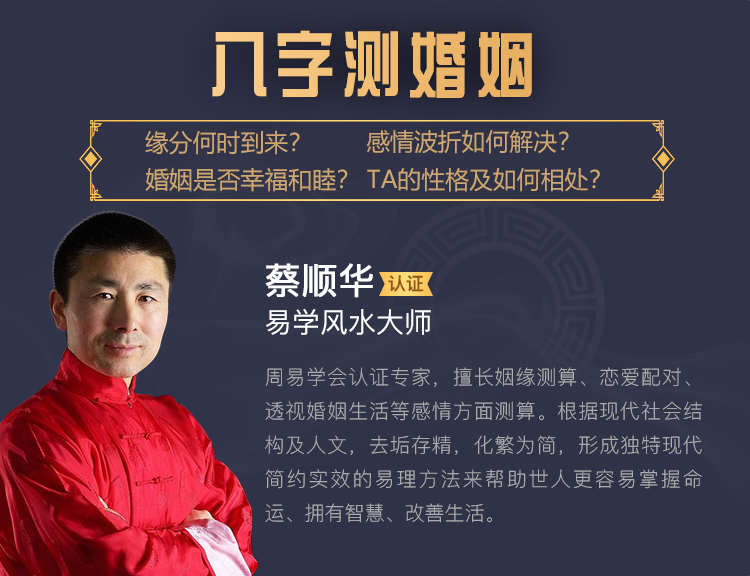 八字测婚姻
缘分何时到来? 感情波折如何解决?
婚姻是否幸福和睦? TA的性格及如何相处?
蔡顺华 认证
易学风水大师
周易学会认证专家，擅长姻缘测算、恋爱配对、
透视婚姻生活等感情方面测算。根据现代社会结
构及人文，去垢存精，化繁为简，形成独特现代
简约实效的易理方法来帮助世人更容易掌握命
运、拥有智慧、改善生活。